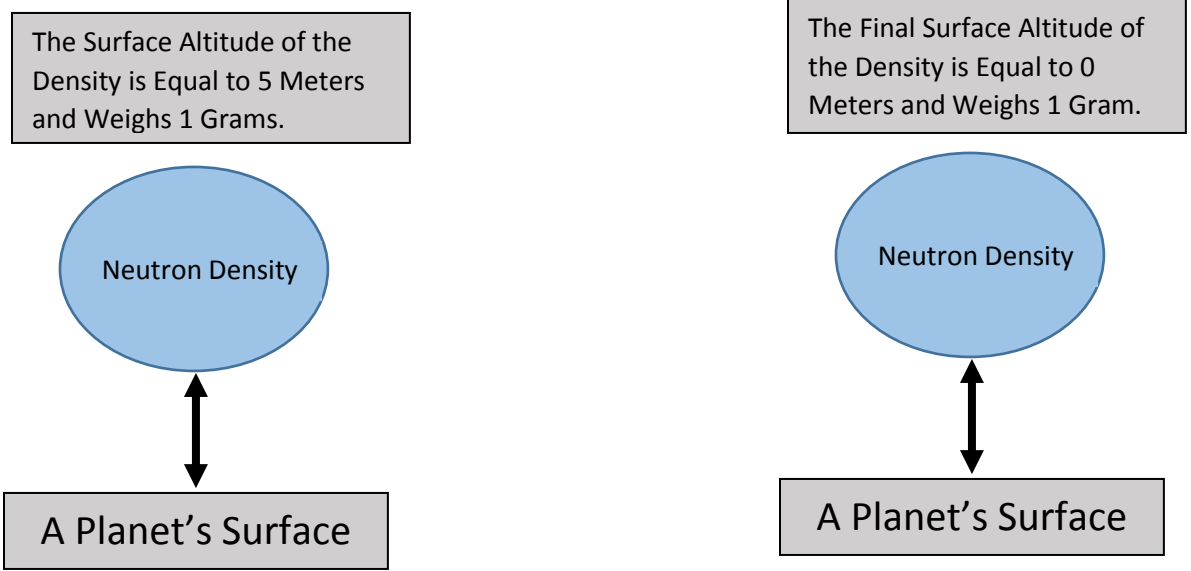 The Surface Altitude of the
Density is Equal to 5 Meters
and Weighs 1 Grams.
Neutron Density
A Planet’s Surface
The Final Surface Altitude of
the Density is Equal to 0
Meters and Weighs 1 Gram.
Neutron Density
A Planet’s Surface